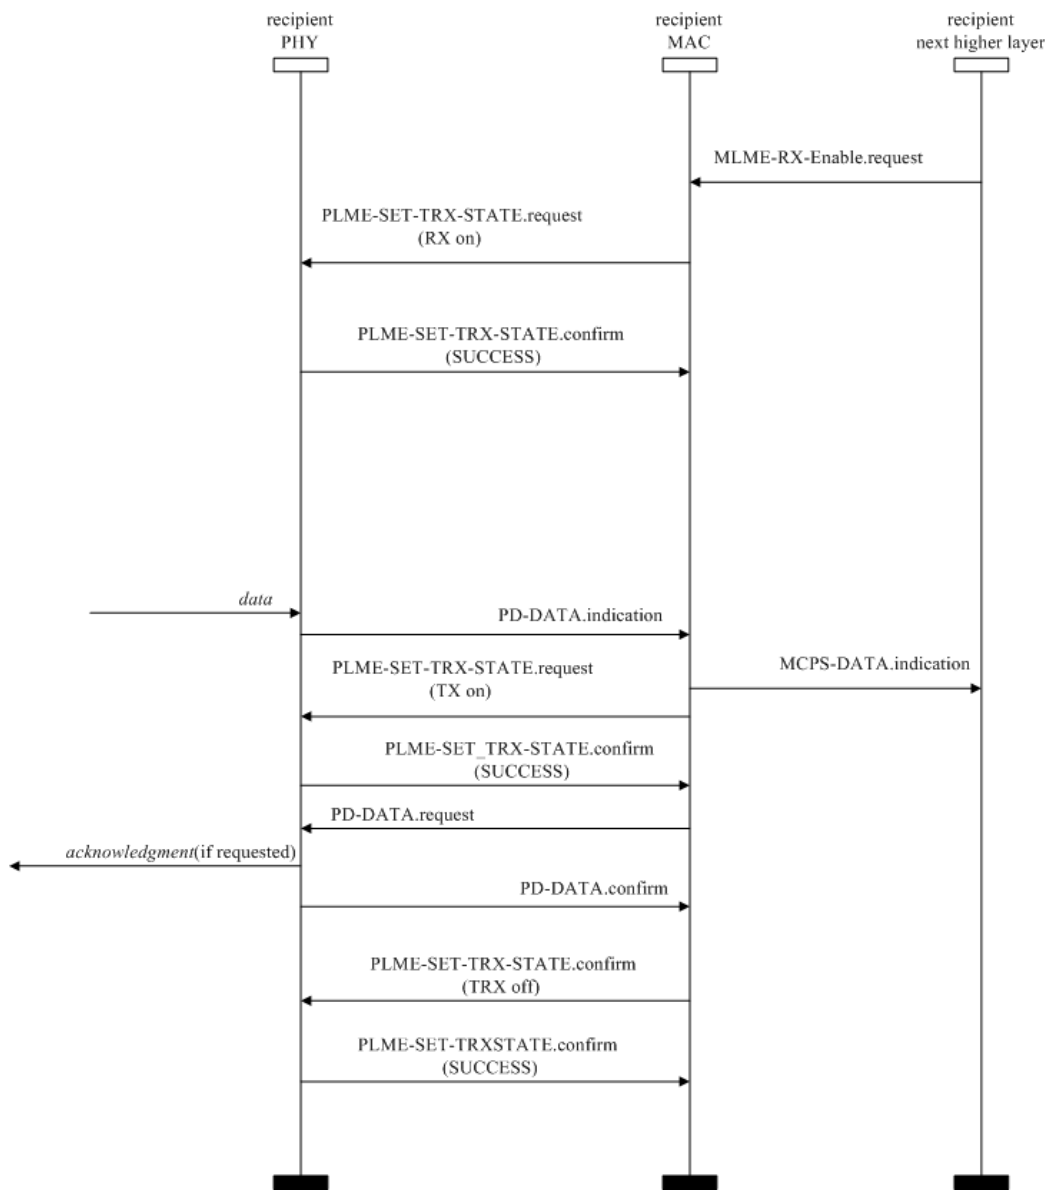 recipient
PHY
recipient
MAC
recipient
next higher layer
MLME-RX-Enable.request
PLME-SET-TRX-STATE.request
(RX on)
PLME-SET-TRX-STATE.confirm
(SUCCESS)
data
PD-DATA.indication
MCPS-DATA.indication
PLME-SET-TRX-STATE.request
(TX on)
PLME-SET_TRX-STATE.confirm
(SUCCESS)
PD-DATA.request
acknowledgment(if requested)
PD-DATA.confirm
PLME-SET-TRX-STATE.confirm
(TRX off)
PLME-SET-TRXSTATE.confirm
(SUCCESS)